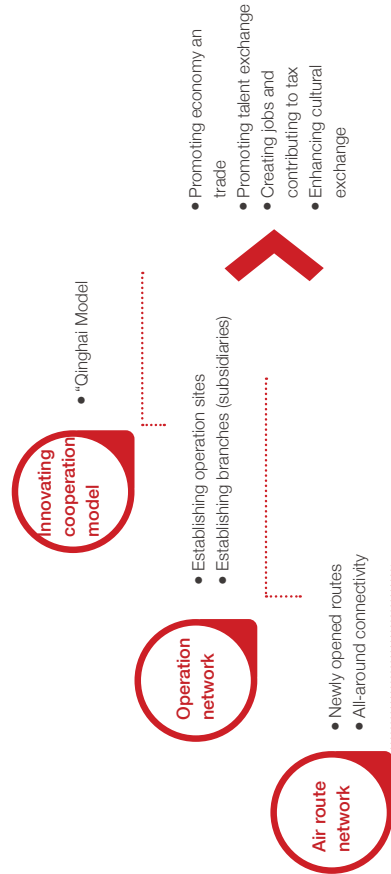 Air route
network
• Newly opened routes
• All-around connectivity
Operation
network
• Establishing operation sites
• Establishing branches (subsidiaries)
Innovating
cooperation
model
• "Qinghai Model
• Promoting economy an
trade
• Promoting talent exchange
• Creating jobs and
contributing to tax
• Enhancing cultural
exchange